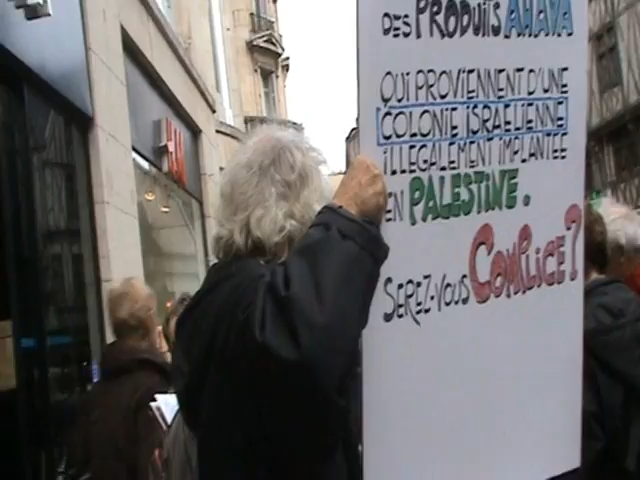 DES PRODUITS AHAVA
QUI PROVIENNENT D'UNE
COLONIE ISRAELIENNE
ILLEGALEMENT IMPLANTEE
EN PALESTINE.
SEREZ-VOUS COMPLICE?